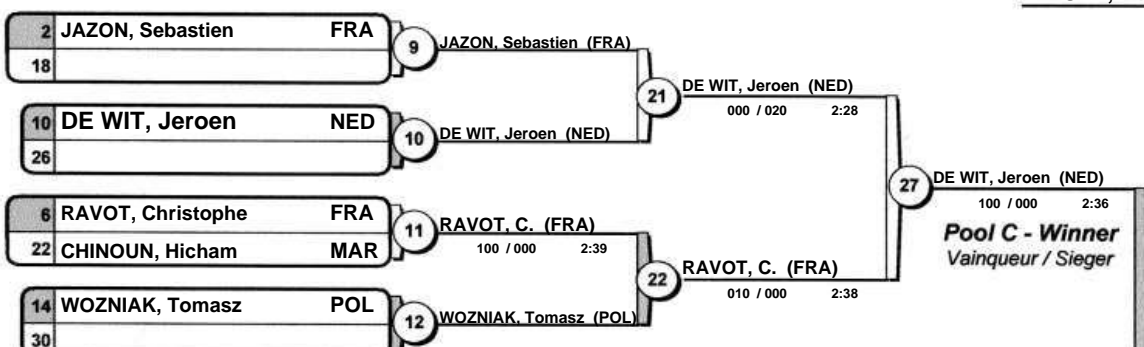 2 JAZON, Sebastien FRA
18
9
JAZON, Sebastien (FRA)
10 DE WIT, Jeroen NED
26
10
DE WIT, Jeroen (NED)
21
DE WIT, Jeroen (NED)
000 / 020 2:28
6 RAVOT, Christophe FRA
22 CHINOUN, Hicham MAR
11
RAVOT, C. (FRA)
100 / 000 2:39
14 WOZNIAK, Tomasz POL
30
12
WOZNIAK, Tomasz (POL)
22
RAVOT, C. (FRA)
010 / 000 2:38
27
DE WIT, Jeroen (NED)
100 / 000 2:36
Pool C - Winner
Vainqueur / Sieger